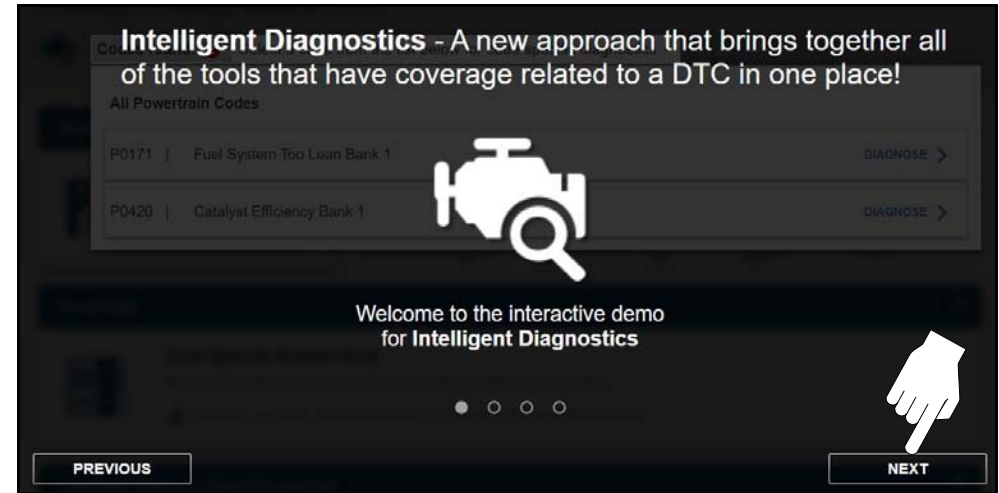 Intelligent Diagnostics - A new approach that brings together all
of the tools that have coverage related to a DTC in one place!
All Powertrain Codes
P0171 | Fuel System Too Lean Bank 1 DIAGNOSE
P0420 | Catalyst Efficiency Bank 1 DIAGNOSE
Welcome to the interactive demo
for Intelligent Diagnostics
PREVIOUS
NEXT